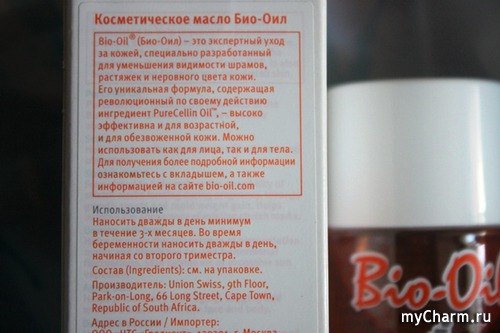 Косметическое масло Био-Оил
Bio-Oil® (Био-Оил) – это экспертный уход
за кожей, специально разработанный
для уменьшения видимости шрамов,
растяжек и неровного цвета кожи.
Его уникальная формула, содержащая
революционный по своему действию
ингредиент PureCellin Oil™, – высоко
эффективна и для возрастной,
и для обезвоженной кожи. Можно
использовать как для лица, так и для тела.
Для получения более подробной информации
ознакомьтесь с вкладышем, а также
информацией на сайте bio-oil.com
Использование
Наносить дважды в день минимум
в течение 3-х месяцев. Во время
беременности наносить дважды в день,
начиная со второго триместра.
Состав (Ingredients): см. на упаковке.
Производитель: Union Swiss, 9th Floor,
Park-on-Long, 66 Long Street, Cape Town,
Republic of South Africa.
Адрес в России / Импортер:
Bio-Oil
myCharm.ru